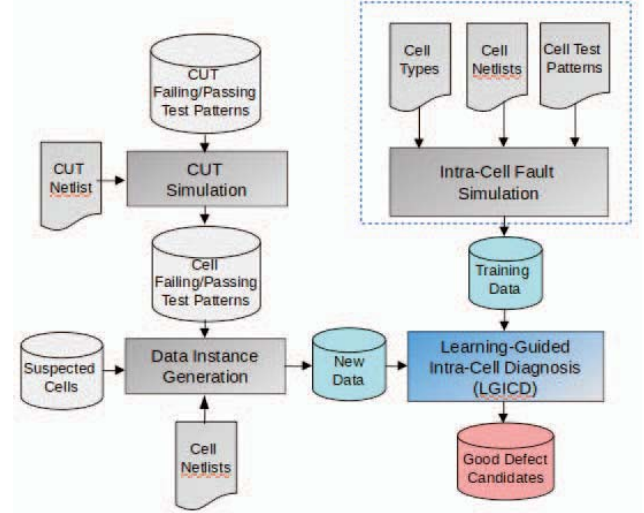 CUT
Failing/Passing
Test Patterns
CUT
Netlist
CUT
Simulation
Cell
Failing/Passing
Test Patterns
Suspected
Cells
Data Instance
Generation
Cell
Netlists
New
Data
Cell
Types
Cell
Netlists
Cell Test
Patterns
Intra-Cell Fault
Simulation
Training
Data
Learning-Guided
Intra-Cell Diagnosis
(LGICD)
Good Defect
Candidates